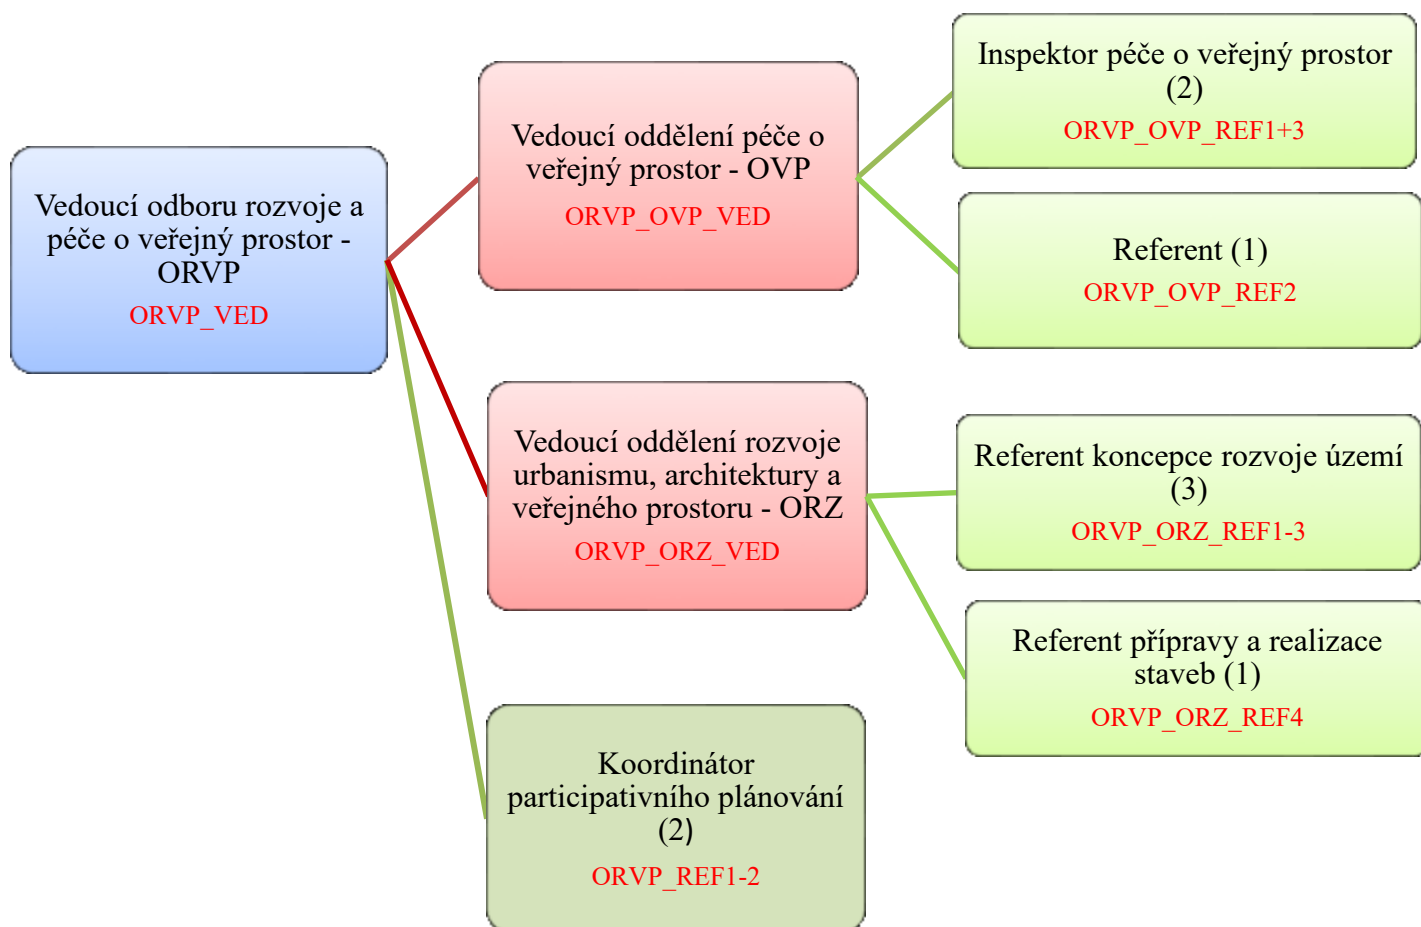 Vedoucí odboru rozvoje a
péče o veřejný prostor -
ORVP
ORVP_VED
Vedoucí oddělení péče o
veřejný prostor - OVP
ORVP_OVP_VED
Inspektor péče o veřejný prostor
(2)
ORVP_OVP_REF1+3
Referent (1)
ORVP_OVP_REF2
Vedoucí oddělení rozvoje
urbanismu, architektury a
veřejného prostoru - ORZ
ORVP_ORZ_VED
Referent koncepce rozvoje území
(3)
ORVP_ORZ_REF1-3
Referent přípravy a realizace
staveb (1)
ORVP_ORZ_REF4
Koordinátor
participativního plánování
(2)
ORVP_REF1-2